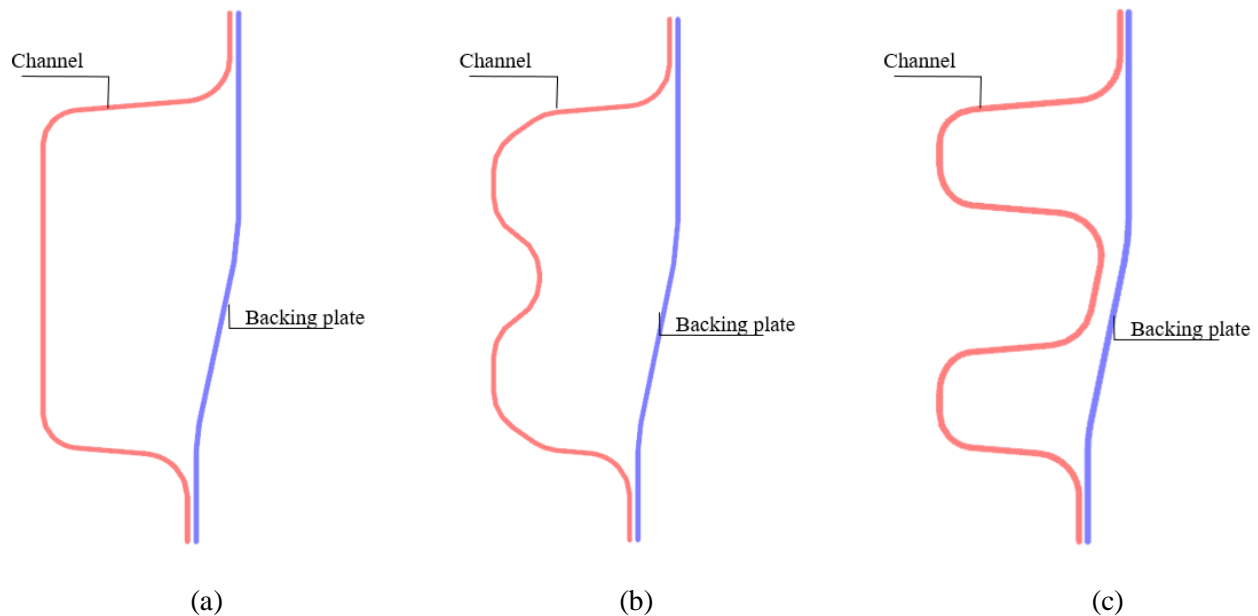 Channel
Backing plate
(a)
Channel
Backing plate
(b)
Channel
Backing plate
(c)